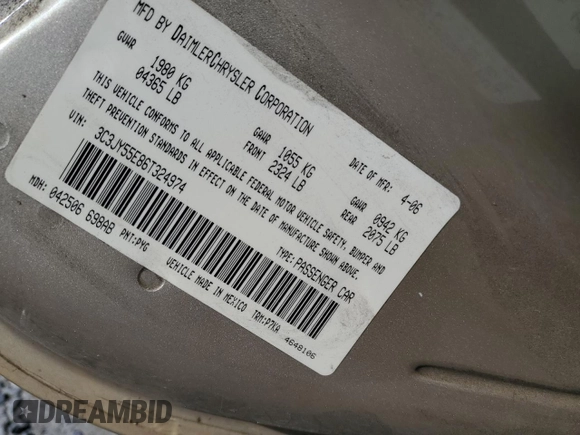 MFD BY DAIMLERCHRYSLER CORPORATION
DATE OF MFR: 4-06
GVWR 1980 KG 04365 LB
GAWR FRONT 1055 KG 2324 LB
GAWR REAR 0942 KG 2075 LB
THIS VEHICLE CONFORMS TO ALL APPLICABLE FEDERAL MOTOR VEHICLE SAFETY, BUMPER AND
THEFT PREVENTION STANDARDS IN EFFECT ON THE DATE OF MANUFACTURE SHOWN ABOVE.
VIN: 3C3JY55E86T324974
TYPE: PASSENGER CAR
MDH: 042506 698AB
PNT:PMG
VEHICLE MADE IN MEXICO
TRM:P7KA
4648106
DREAMBID